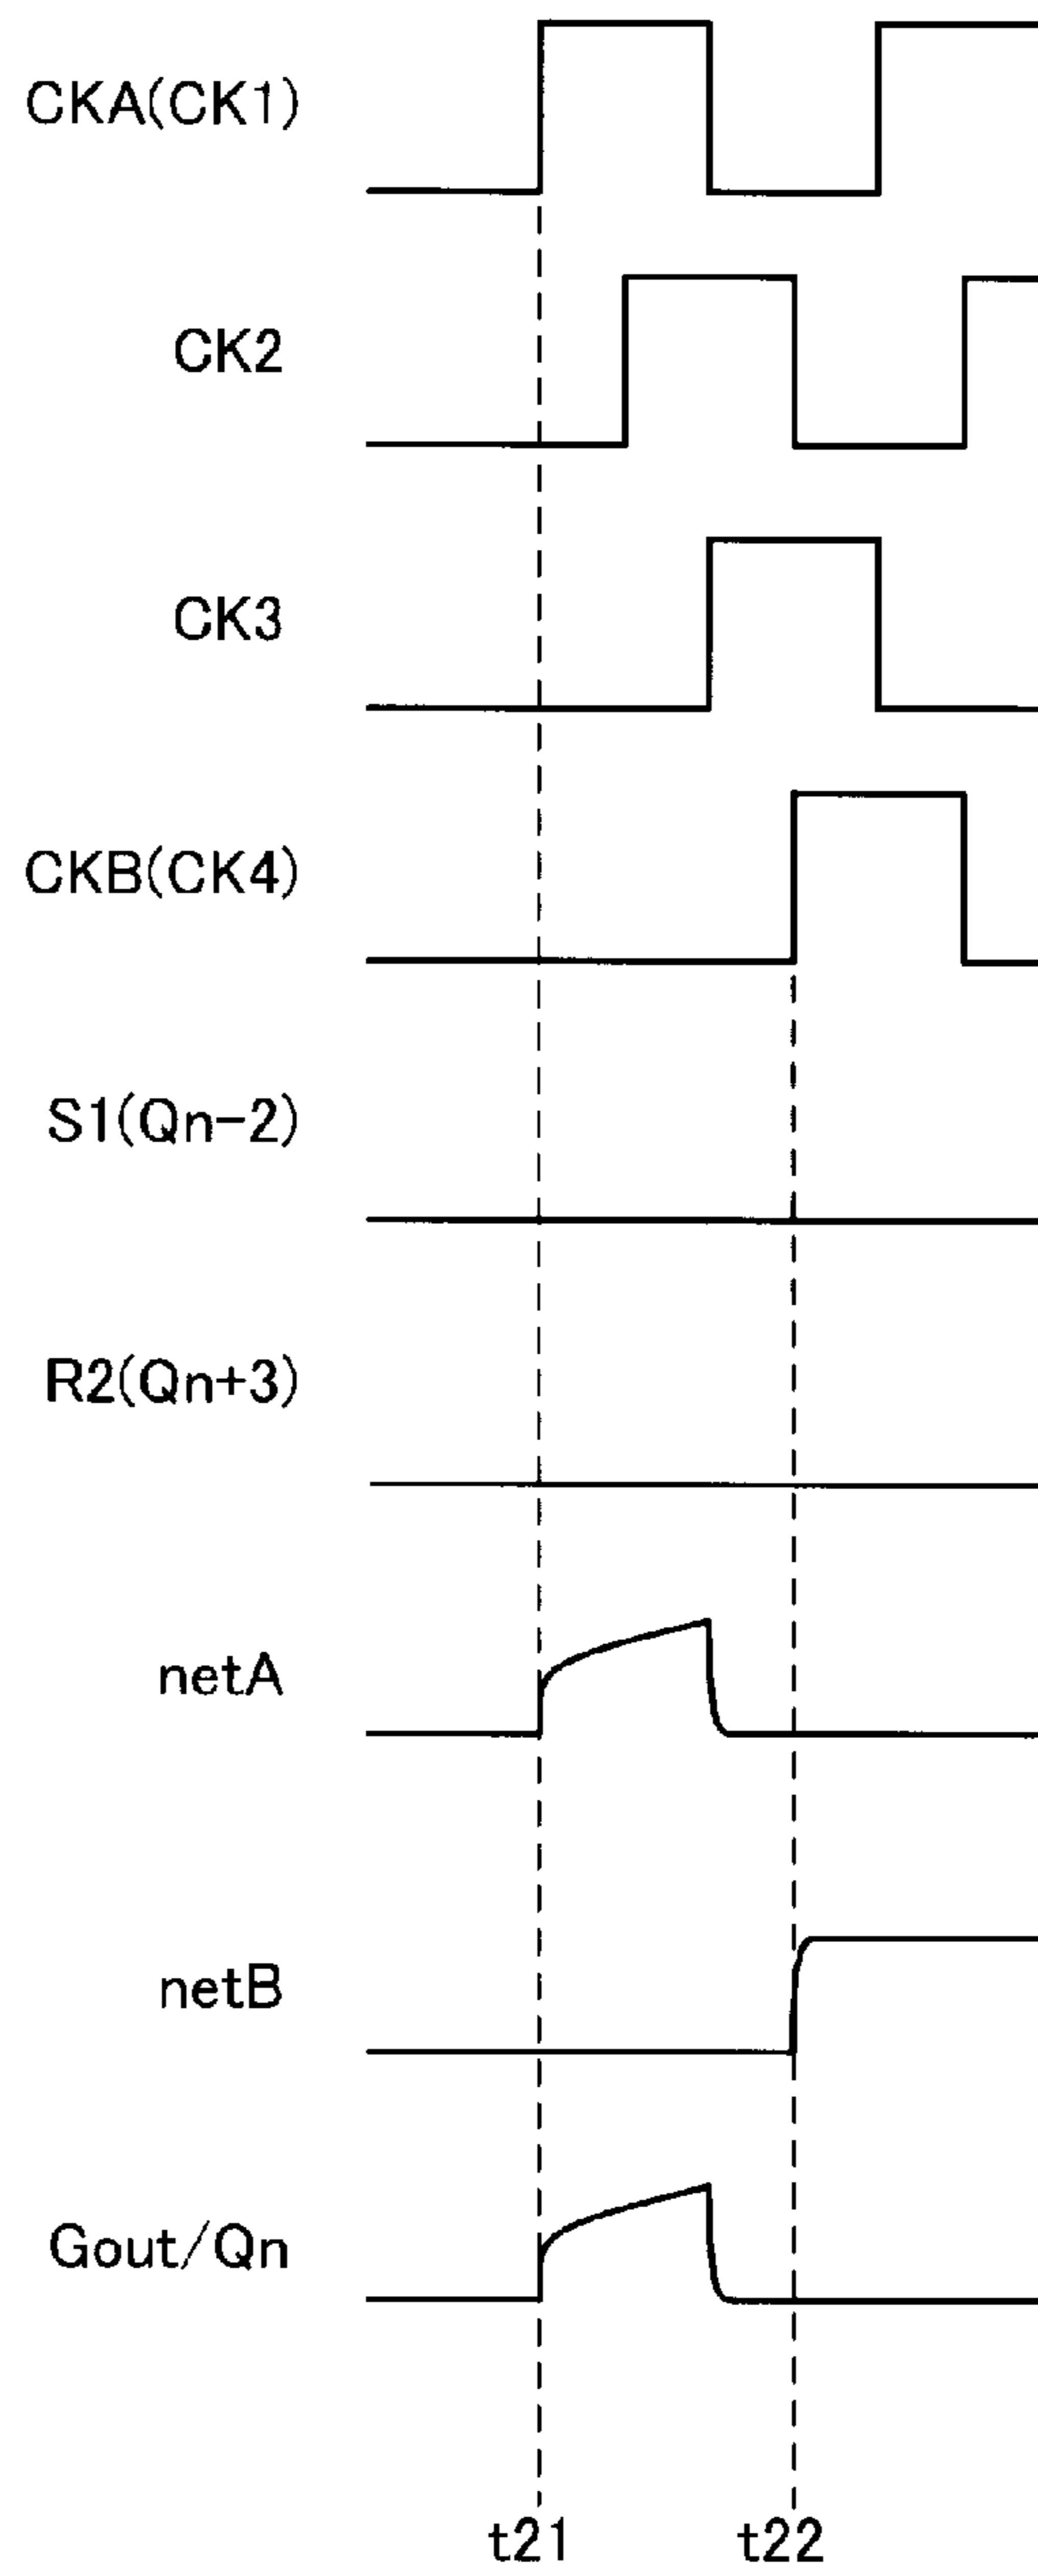 CKA(CK1)
CK2
CK3
CKB(CK4)
S1(Qn-2)
R2(Qn+3)
netA
netB
Gout/Qn
t21 t22